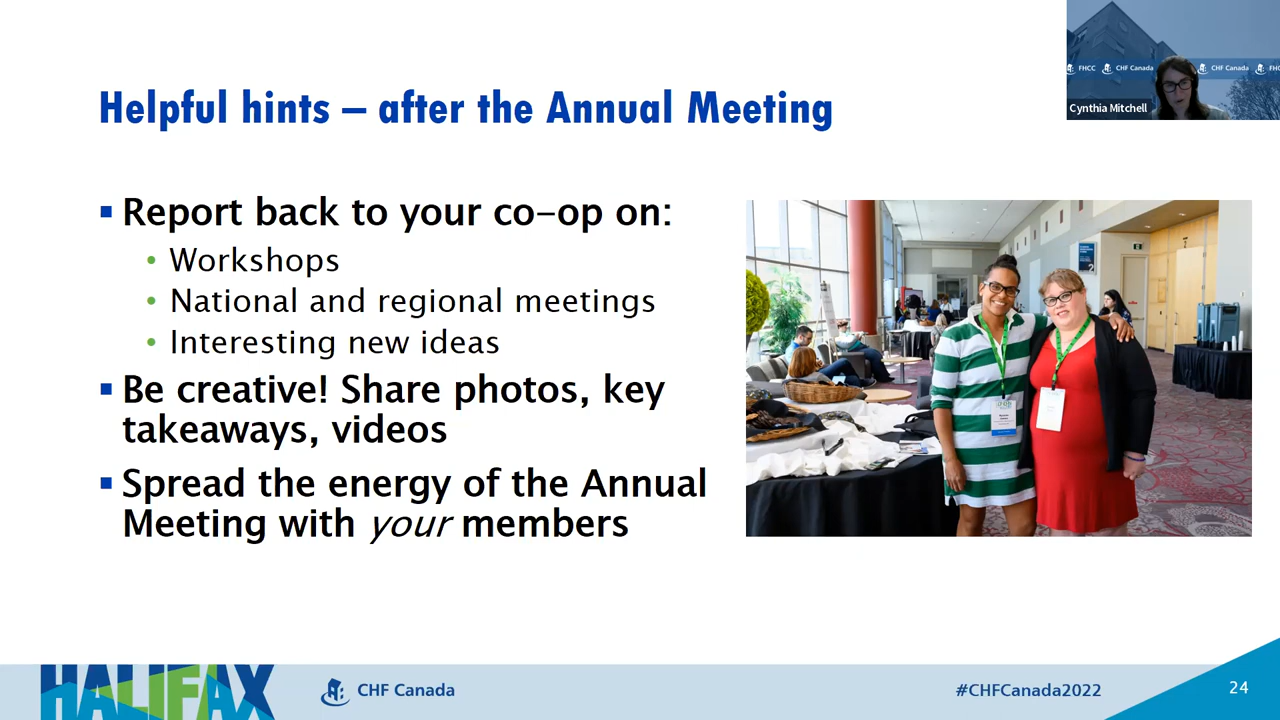 FHCC CHF Canada CHF Canada
Cynthia Mitchell
Helpful hints – after the Annual Meeting
▪ Report back to your co-op on:
• Workshops
• National and regional meetings
• Interesting new ideas
▪ Be creative! Share photos, key
takeaways, videos
▪ Spread the energy of the Annual
Meeting with your members
HALIFAX
CHF Canada
#CHFCanada2022
24